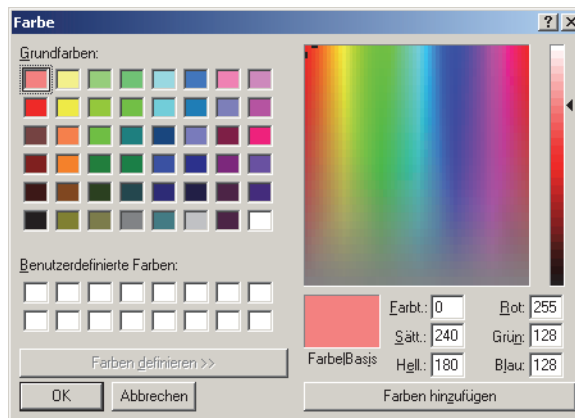 Farbe
Grundfarben:
Benutzerdefinierte Farben:
Farben definieren >>
OK
Abbrechen
Farbe|Basis
Farbt.: 0
Sätt.: 240
Hell.: 180
Rot: 255
Grün: 128
Blau: 128
Farben hinzufügen